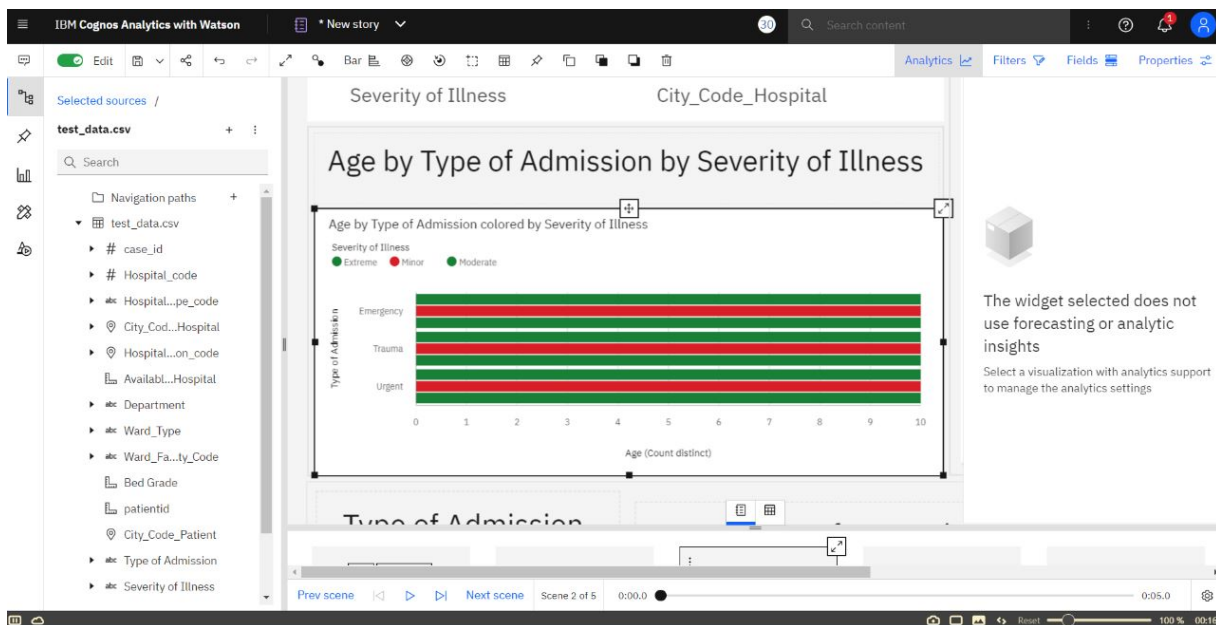 IBM Cognos Analytics with Watson
* New story
30
Search content
Edit
Bar
Analytics
Filters
Fields
Properties
Selected sources /
test_data.csv
Search
Navigation paths
test_data.csv
case_id
Hospital_code
Hospital...pe_code
City_Cod...Hospital
Hospital...on_code
Availabl...Hospital
Department
Ward_Type
Ward_Fa...ty_Code
Bed Grade
patientid
City_Code_Patient
Type of Admission
Severity of Illness
Severity of Illness
City_Code_Hospital
Age by Type of Admission by Severity of Illness
Age by Type of Admission colored by Severity of Illness
Severity of Illness
Extreme Minor Moderate
Type of Admission
Emergency
Trauma
Urgent
0 1 2 3 4 5 6 7 8 9 10
Age (Count distinct)
Type of Admission
The widget selected does not
use forecasting or analytic
insights
Select a visualization with analytics support
to manage the analytics settings
Prev scene
Next scene
Scene 2 of 5
0:00.0
0:05.0
Reset
100 %
00:16